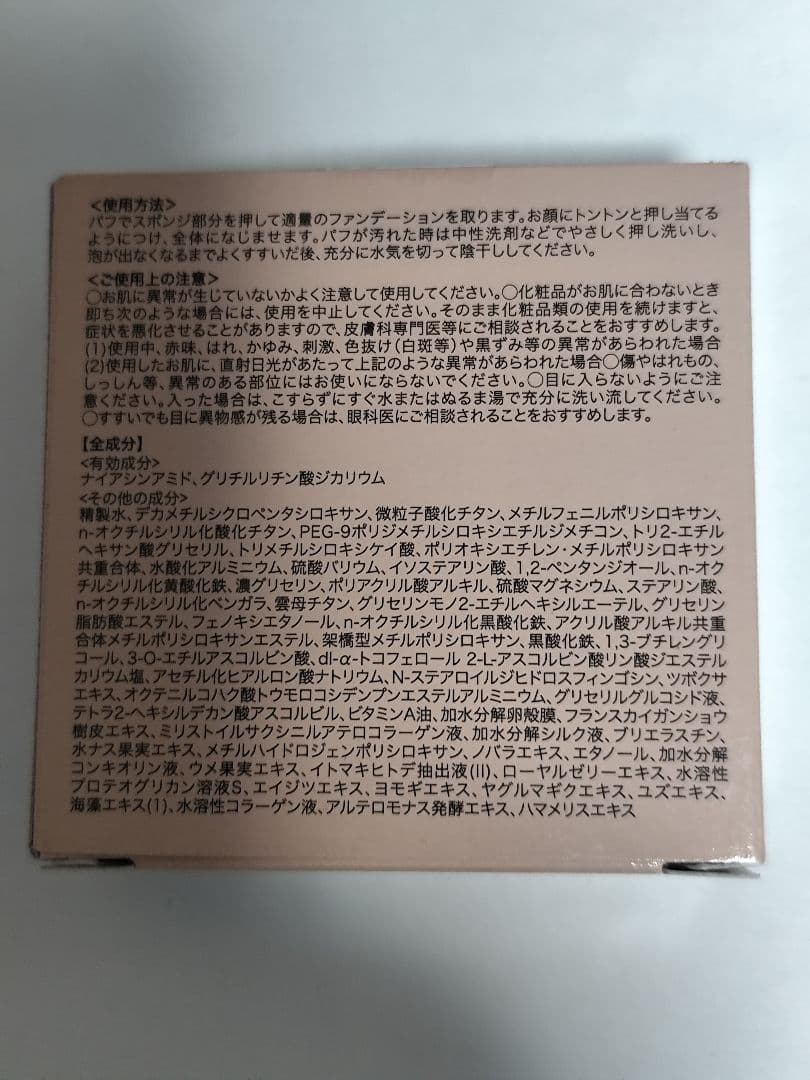 <使用方法>
パフでスポンジ部分を押して適量のファンデーションを取ります。お顔にトントンと押し当てる
ようにつけ、全体になじませます。パフが汚れた時は中性洗剤などでやさしく押し洗いし、
泡が出なくなるまでよくすすいだ後、充分に水気を切って陰干ししてください。
<ご使用上の注意>
○お肌に異常が生じていないかよく注意して使用してください。○化粧品がお肌に合わないとき
即ち次のような場合には、使用を中止してください。そのまま化粧品類の使用を続けますと、
症状を悪化させることがありますので、皮膚科専門医等にご相談されることをおすすめします。
(1)使用中、赤味、はれ、かゆみ、刺激、色抜け(白斑等)や黒ずみ等の異常があらわれた場合
(2)使用したお肌に、直射日光があたって上記のような異常があらわれた場合○傷やはれもの、
しっしん等、異常のある部位にはお使いにならないでください。○目に入らないようにご注
意ください。入った場合は、こすらずにすぐ水またはぬるま湯で充分に洗い流してください。
○すすいでも目に異物感が残る場合は、眼科医にご相談されることをおすすめします。
【全成分】
<有効成分>
ナイアシンアミド、グリチルリチン酸ジカリウム
<その他の成分>
精製水、デカメチルシクロペンタシロキサン、微粒子酸化チタン、メチルフェニルポリシロキサン、
n-オクチルシリル化酸化チタン、PEG-9ポリジメチルシロキシエチルジメチコン、トリ2-エチル
ヘキサン酸グリセリル、トリメチルシロキシケイ酸、ポリオキシエチレン・メチルポリシロキサン
共重合体、水酸化アルミニウム、硫酸バリウム、イソステアリン酸、1,2-ペンタンジオール、n-オク
チルシリル化黄酸化鉄、濃グリセリン、ポリアクリル酸アルキル、硫酸マグネシウム、ステアリン酸、
n-オクチルシリル化ベンガラ、雲母チタン、グリセリンモノ2-エチルヘキシルエーテル、グリセリン
脂肪酸エステル、フェノキシエタノール、n-オクチルシリル化黒酸化鉄、アクリル酸アルキル共重
合体メチルポリシロキサンエステル、架橋型メチルポリシロキサン、黒酸化鉄、1,3-ブチレングリ
コール、3-O-エチルアスコルビン酸、dl-α-トコフェロール 2-L-アスコルビン酸リン酸ジエステル
カリウム塩、アセチル化ヒアルロン酸ナトリウム、N-ステアロイルジヒドロスフィンゴシン、ツボクサ
エキス、オクテニルコハク酸トウモロコシデンプンエステルアルミニウム、グリセリルグルコシド液、
テトラ2-ヘキシルデカン酸アスコルビル、ビタミンA油、加水分解卵殻膜、フランスカイガンショウ
樹皮エキス、ミリストイルサクシニルアテロコラーゲン液、加水分解シルク液、ブリエラスチン、
水ナス果実エキス、メチルハイドロジェンポリシロキサン、ノバラエキス、エタノール、加水分解
コンキオリン液、ウメ果実エキス、イトマキヒトデ抽出液(II)、ローヤルゼリーエキス、水溶性
プロテオグリカン溶液S、エイジツエキス、ヨモギエキス、ヤグルマギクエキス、ユズエキス、
海藻エキス(1)、水溶性コラーゲン液、アルテロモナス発酵エキス、ハマメリスエキス